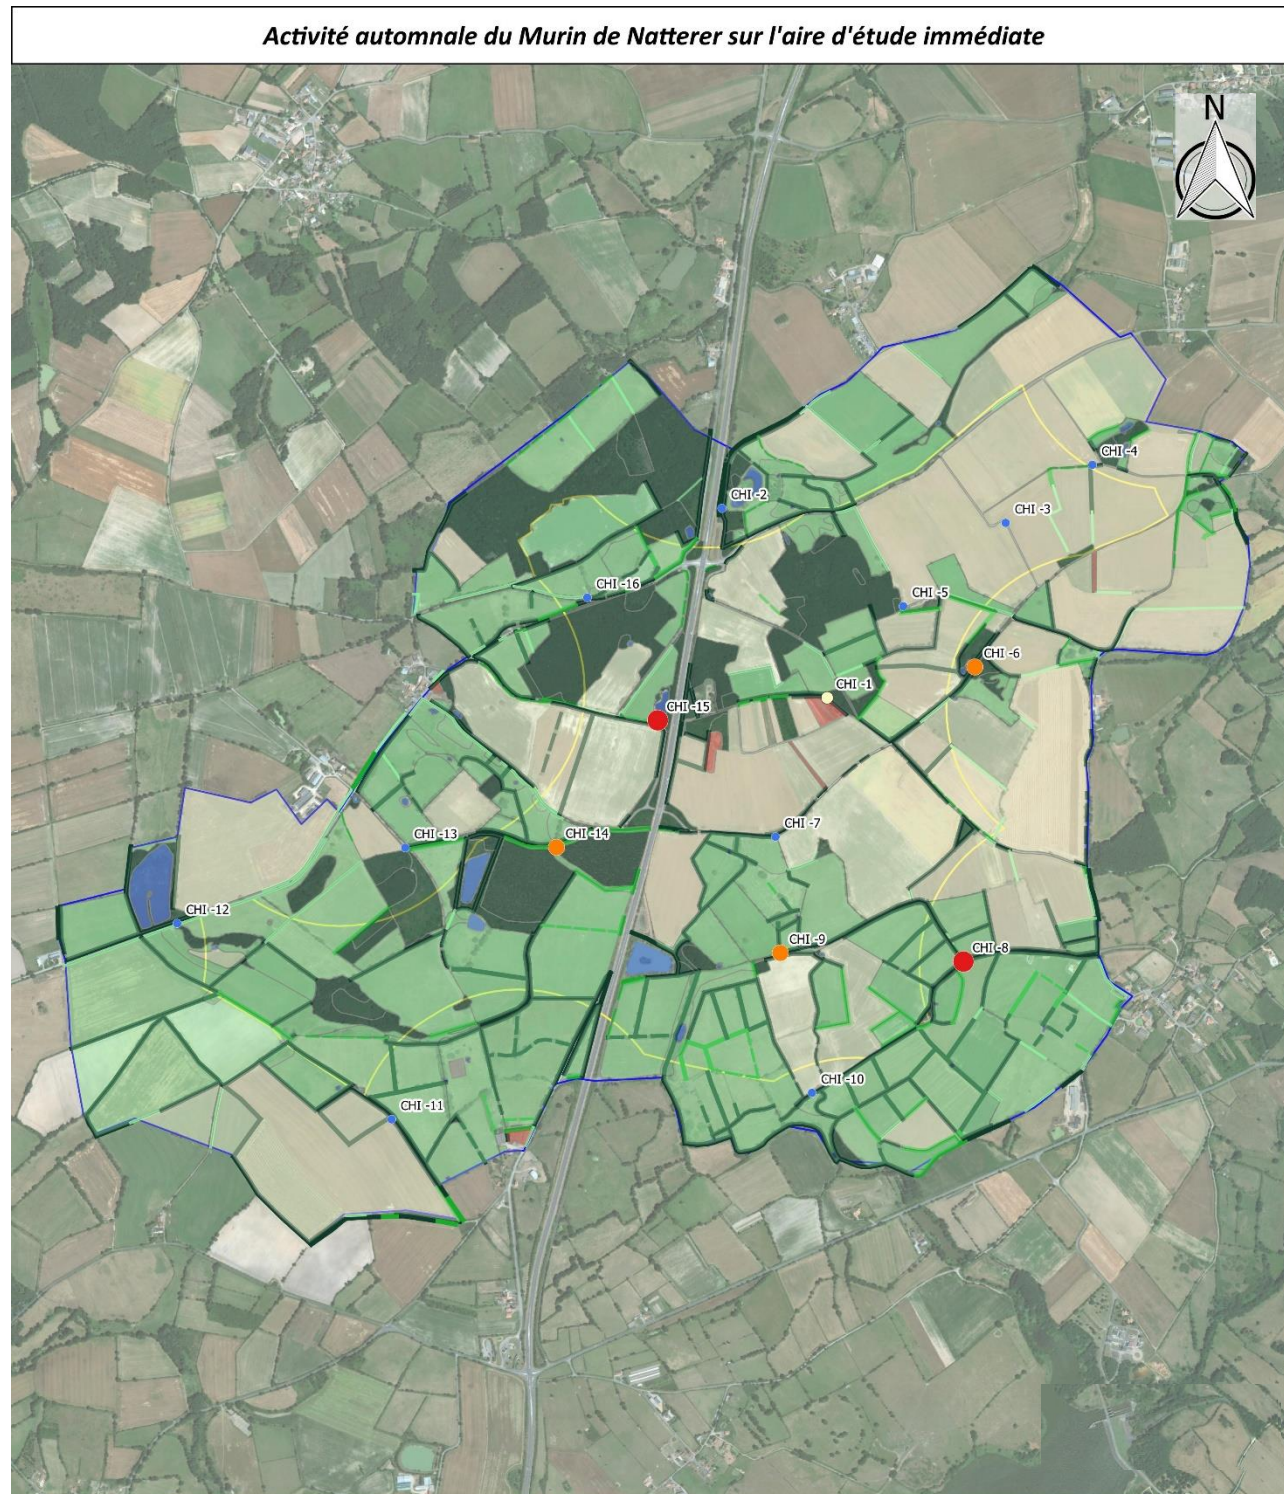 Activité automnale du Murin de Natterer sur l'aire d'étude immédiate
N
CHI -4
CHI -2
CHI -3
CHI -16
CHI -5
CHI -6
CHI -1
CHI -15
CHI -7
CHI -13
CHI -14
CHI -12
CHI -9
CHI -8
CHI -10
CHI -11